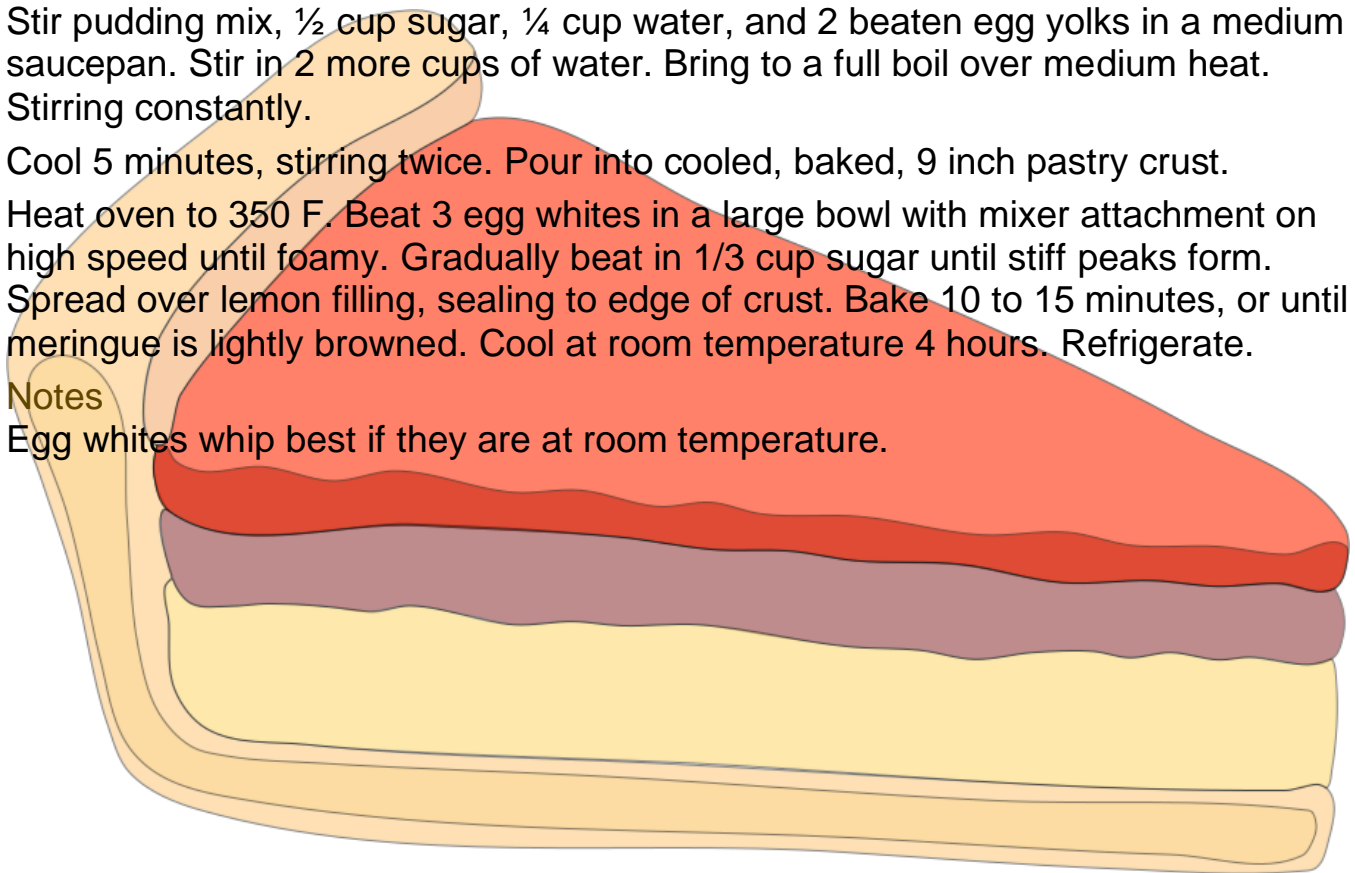 Stir pudding mix, ½ cup sugar, ¼ cup water, and 2 beaten egg yolks in a medium
saucepan. Stir in 2 more cups of water. Bring to a full boil over medium heat.
Stirring constantly.
Cool 5 minutes, stirring twice. Pour into cooled, baked, 9 inch pastry crust.
Heat oven to 350 F. Beat 3 egg whites in a large bowl with mixer attachment on
high speed until foamy. Gradually beat in 1/3 cup sugar until stiff peaks form.
Spread over lemon filling, sealing to edge of crust. Bake 10 to 15 minutes, or until
meringue is lightly browned. Cool at room temperature 4 hours. Refrigerate.
Notes
Egg whites whip best if they are at room temperature.